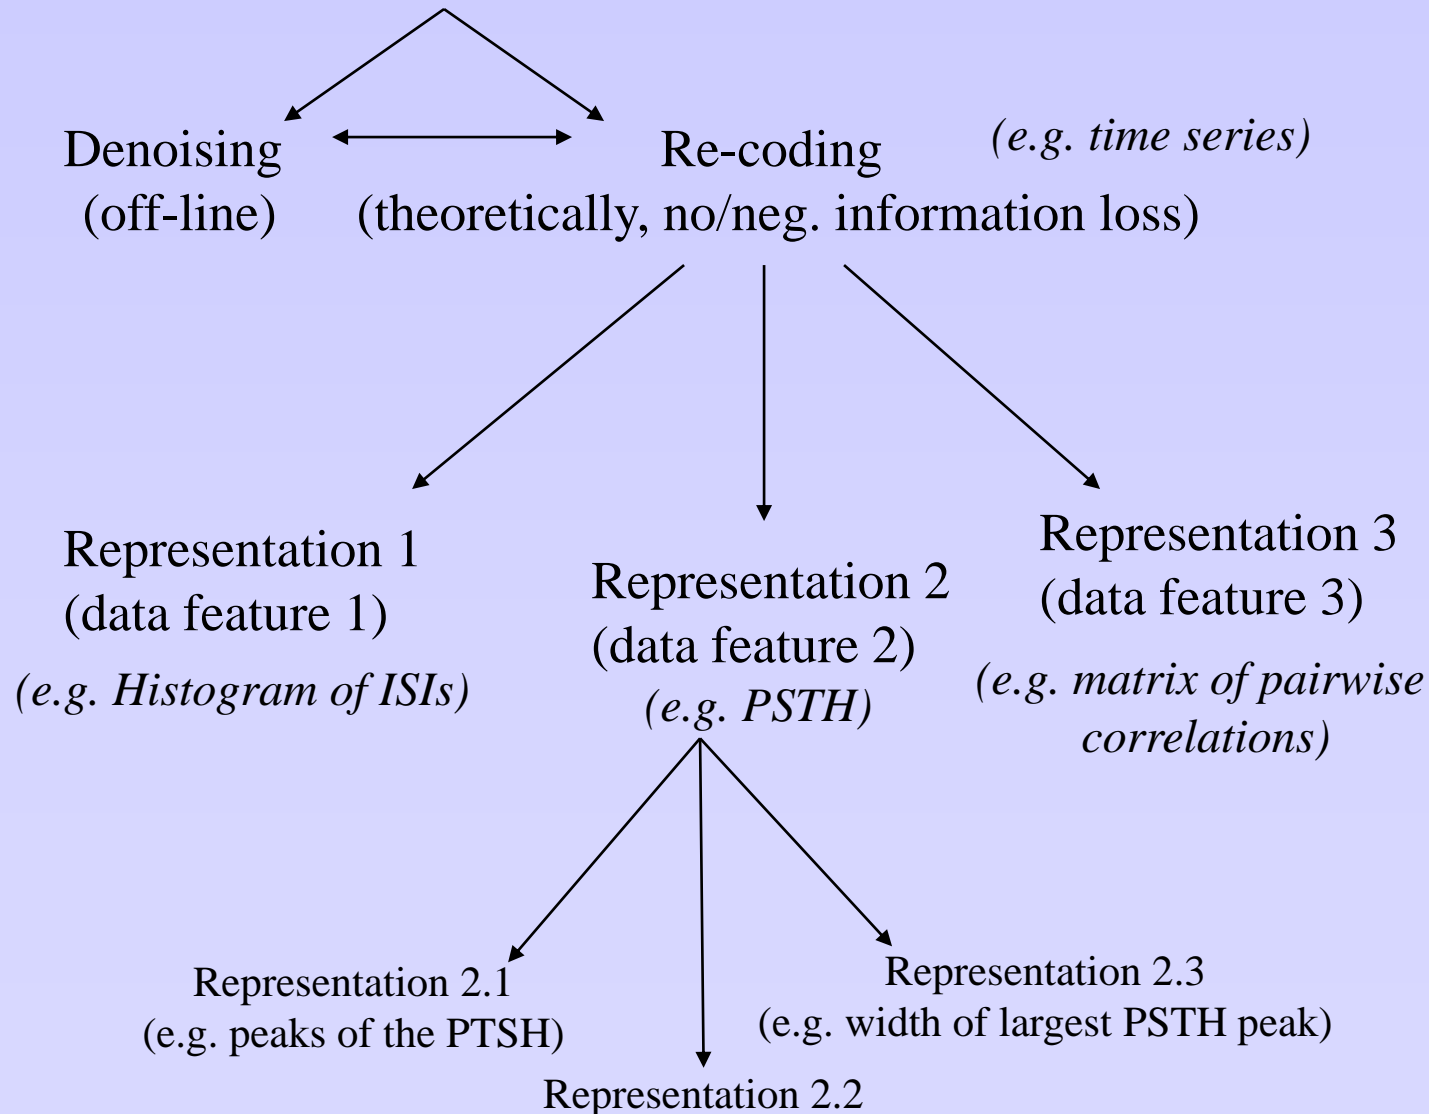 Denoising
(off-line)
Re-coding
(e.g. time series)
(theoretically, no/neg. information loss)
Representation 1
(data feature 1)
(e.g. Histogram of ISIs)
Representation 2
(data feature 2)
(e.g. PSTH)
Representation 3
(data feature 3)
(e.g. matrix of pairwise
correlations)
Representation 2.1
(e.g. peaks of the PTSH)
Representation 2.3
(e.g. width of largest PSTH peak)
Representation 2.2